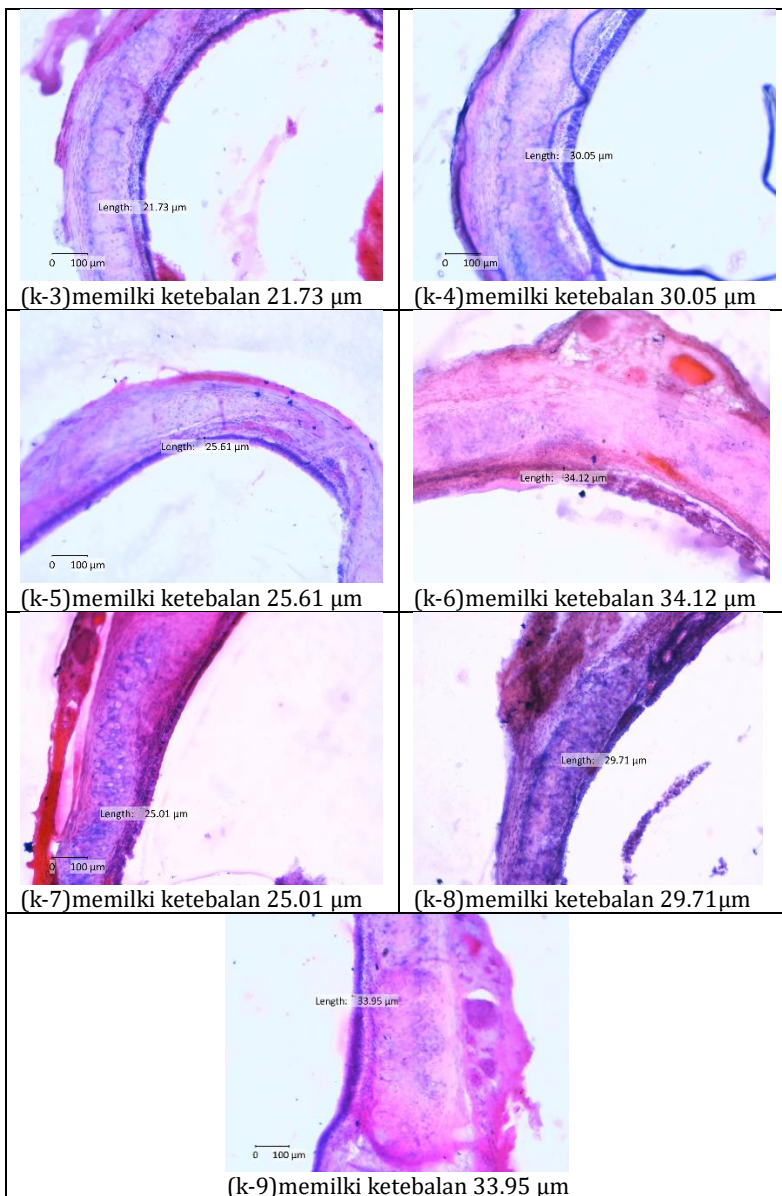 Length: 21.73 µm
0 100 µm
(k-3)memilki ketebalan 21.73 µm
Length: 30.05 µm
0 100 µm
(k-4)memilki ketebalan 30.05 µm
Length: 25.61 µm
0 100 µm
(k-5)memilki ketebalan 25.61 µm
Length: 34.12 µm
(k-6)memilki ketebalan 34.12 µm
Length: 25.01 µm
0 100 µm
(k-7)memilki ketebalan 25.01 µm
Length: 29.71 µm
(k-8)memilki ketebalan 29.71µm
Length: 33.95 µm
0 100 µm
(k-9)memilki ketebalan 33.95 µm